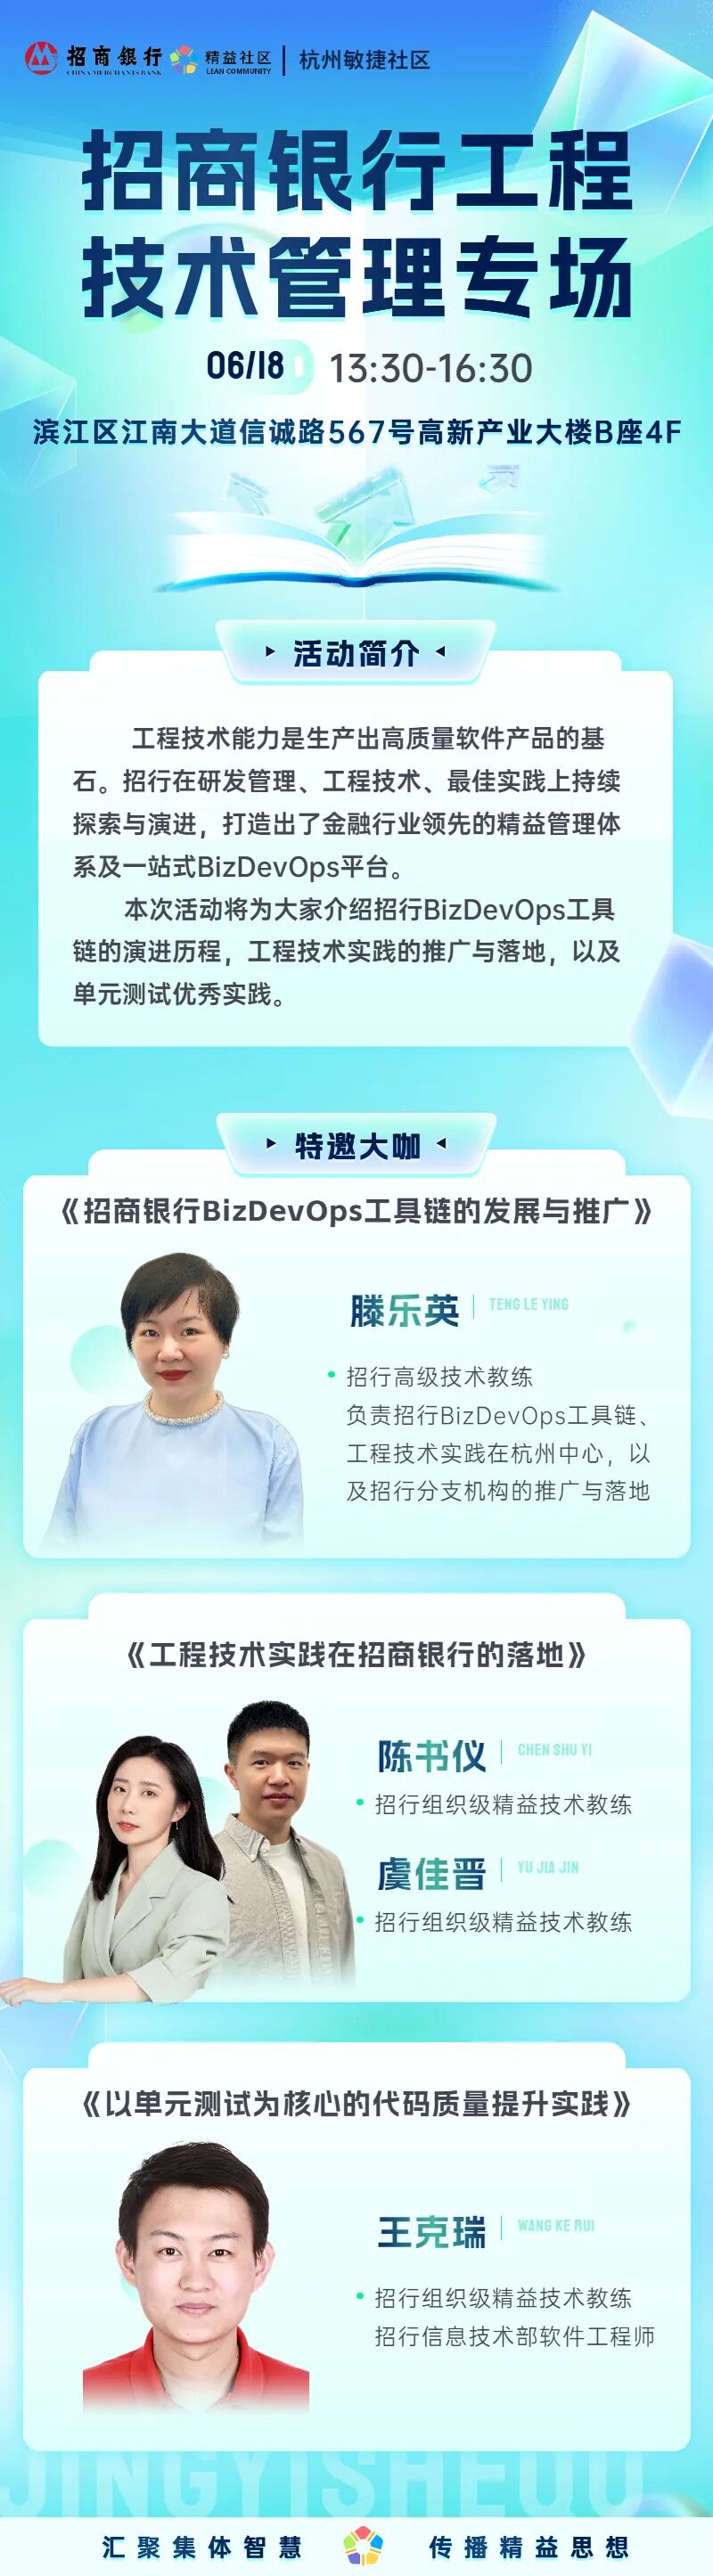 招商银行
CHINA MERCHANTS BANK
精益社区
LEAN COMMUNITY
杭州敏捷社区
招商银行工程
技术管理专场
06/18 13:30-16:30
滨江区江南大道信诚路567号高新产业大楼B座4F
活动简介
工程技术能力是生产出高质量软件产品的基
石。招行在研发管理、工程技术、最佳实践上持续
探索与演进，打造出了金融行业领先的精益管理体
系及一站式BizDevOps平台。
本次活动将为大家介绍招行BizDevOps工具
链的演进历程，工程技术实践的推广与落地，以及
单元测试优秀实践。
特邀大咖
《招商银行BizDevOps工具链的发展与推广》
滕乐英 TENG LE YING
招行高级技术教练
负责招行BizDevOps工具链、
工程技术实践在杭州中心，以
及招行分支机构的推广与落地
《工程技术实践在招商银行的落地》
陈书仪 CHEN SHU YI
招行组织级精益技术教练
虞佳晋 YU JIA JIN
招行组织级精益技术教练
《以单元测试为核心的代码质量提升实践》
王克瑞 WANG KE RUI
招行组织级精益技术教练
招行信息技术部软件工程师
JINGYISHEQU
汇聚集体智慧 传播精益思想